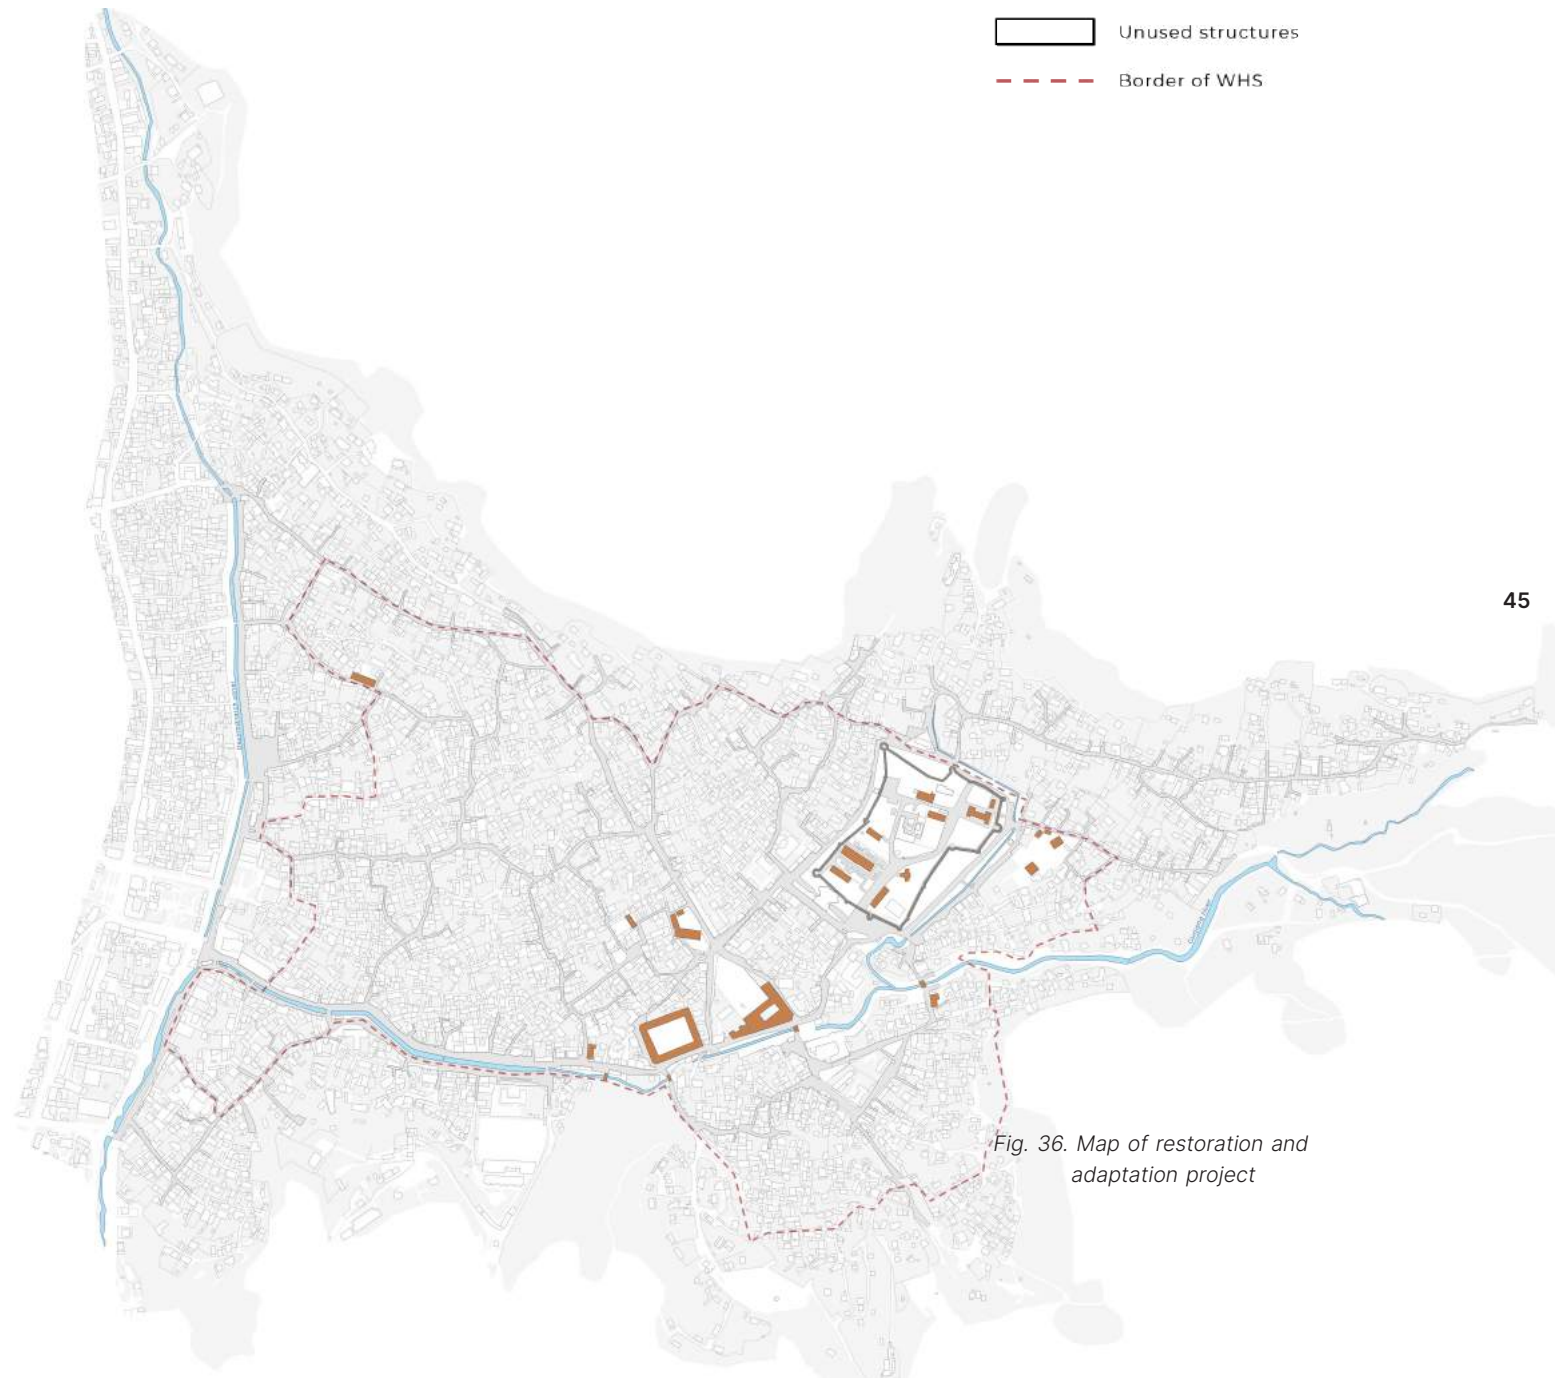 Unused structures
Border of WHS
45
Fig. 36. Map of restoration and
adaptation project